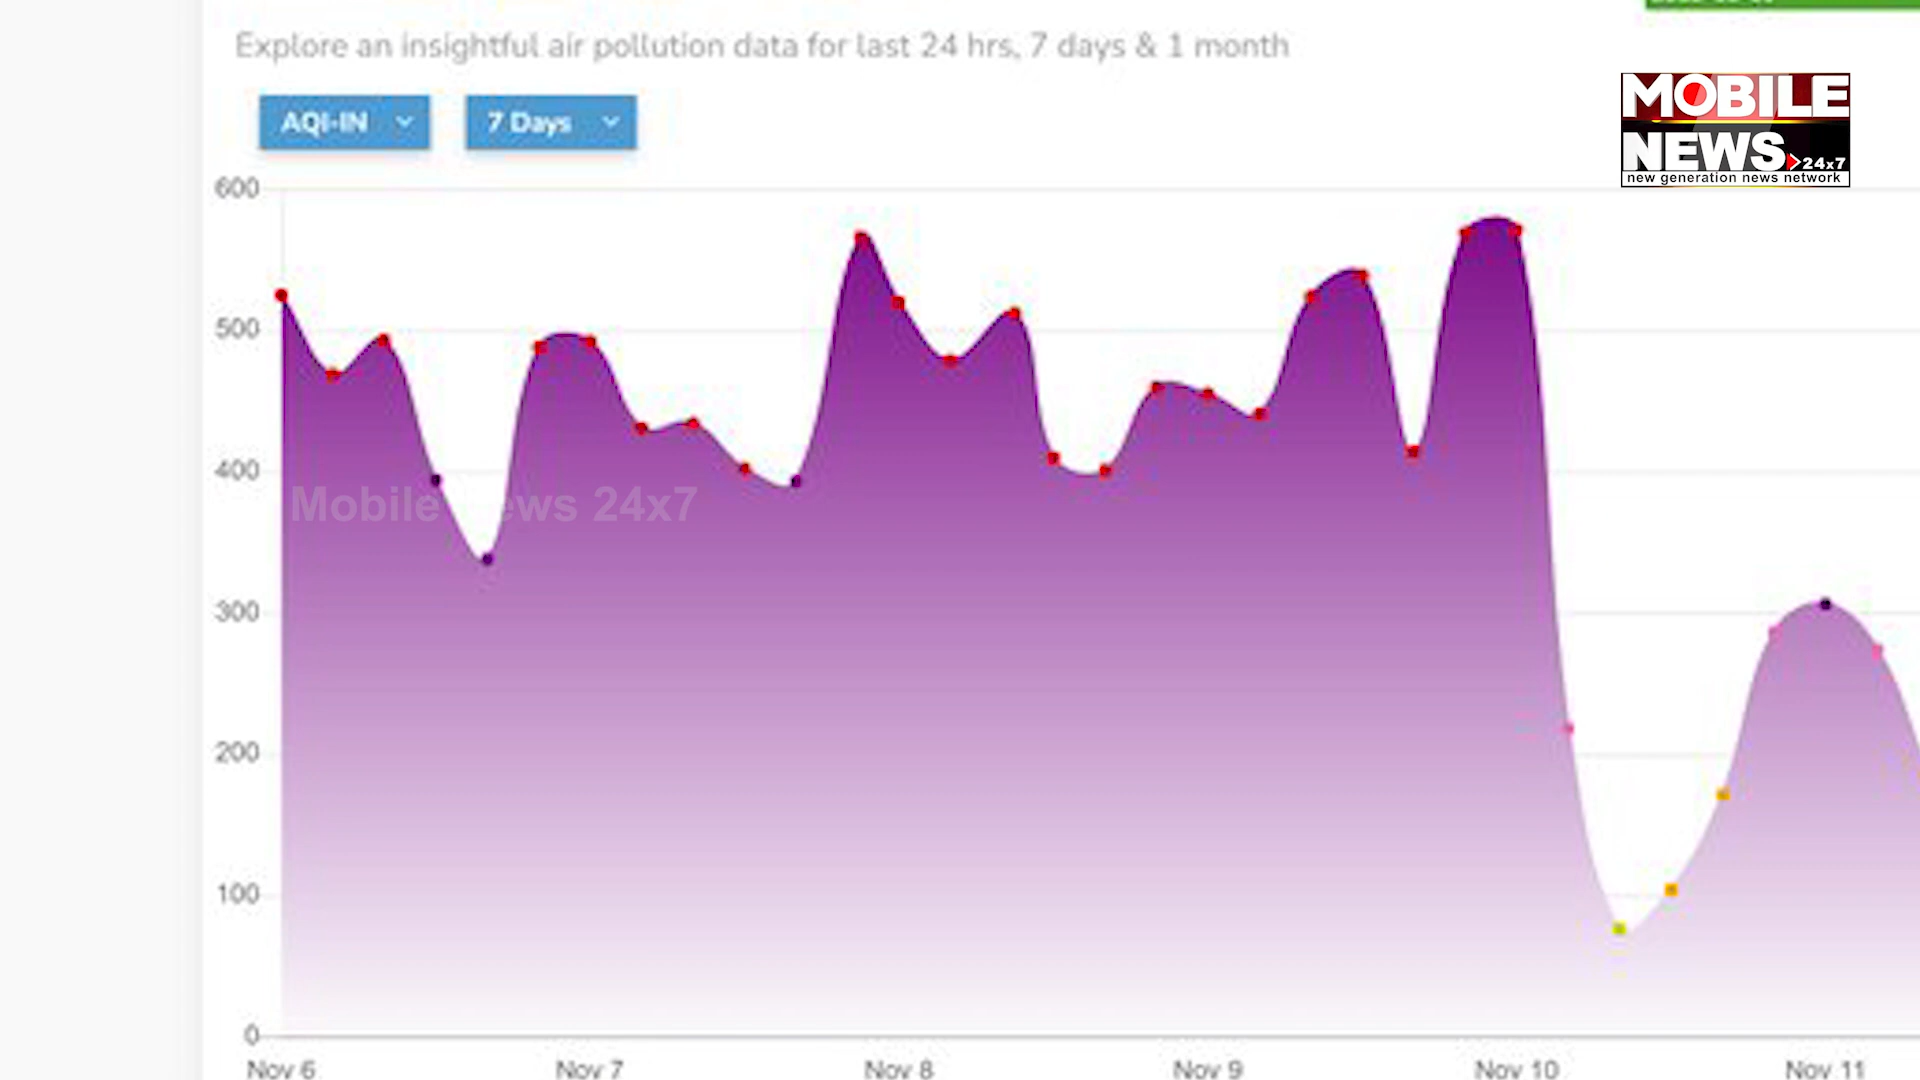 Explore an insightful air pollution data for last 24 hrs, 7 days & 1 month
AQI-IN
7 Days
MOBILE
NEWS 24x7
new generation news network
600
500
400
Mobile News 24x7
300
200
100
0
Nov 6 Nov 7 Nov 8 Nov 9 Nov 10 Nov 11